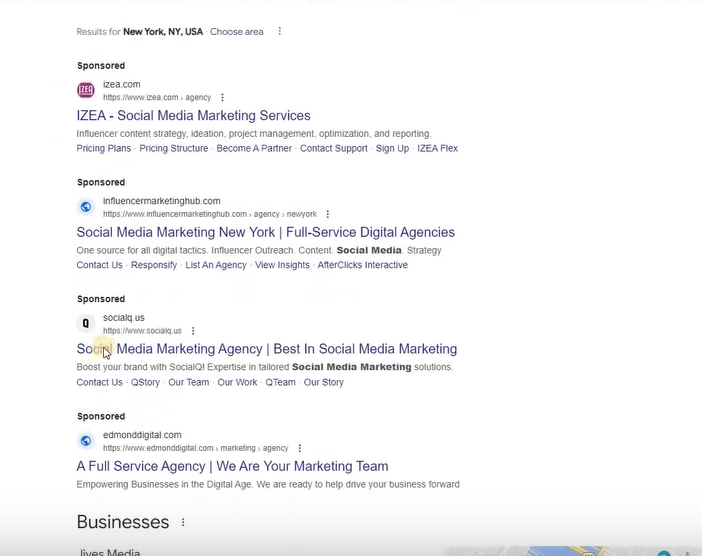 Results for New York, NY, USA · Choose area
Sponsored
IZEA
izea.com
https://www.izea.com › agency
IZEA - Social Media Marketing Services
Influencer content strategy, ideation, project management, optimization, and reporting.
Pricing Plans · Pricing Structure · Become A Partner · Contact Support · Sign Up · IZEA Flex
Sponsored
influencermarketinghub.com
https://www.influencermarketinghub.com › agency › newyork
Social Media Marketing New York | Full-Service Digital Agencies
One source for all digital tactics. Influencer Outreach. Content. Social Media. Strategy
Contact Us · Responsify · List An Agency · View Insights · AfterClicks Interactive
Sponsored
Q
socialq.us
https://www.socialq.us
Social Media Marketing Agency | Best In Social Media Marketing
Boost your brand with SocialQ! Expertise in tailored Social Media Marketing solutions.
Contact Us · QStory · Our Team · Our Work · QTeam · Our Story
Sponsored
edmonddigital.com
https://www.edmonddigital.com › marketing › agency
A Full Service Agency | We Are Your Marketing Team
Empowering Businesses in the Digital Age. We are ready to help drive your business forward
Businesses
Media